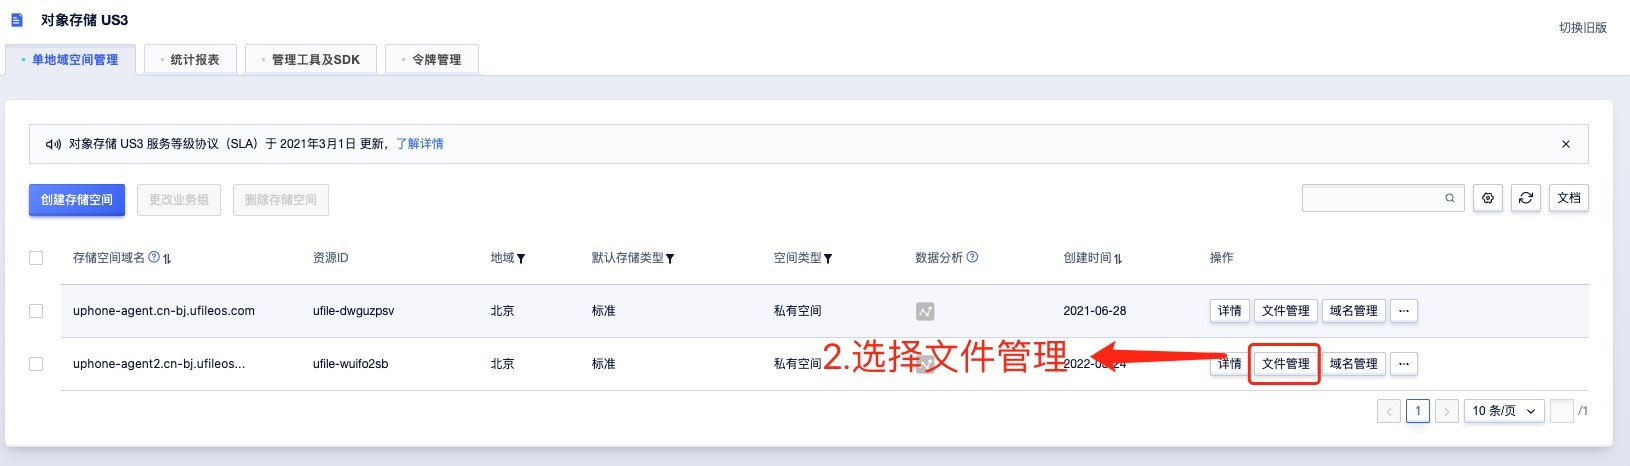 对象存储 US3
切换旧版
单地域空间管理 统计报表 管理工具及SDK 令牌管理
对象存储 US3 服务等级协议（SLA）于 2021年3月1日 更新，了解详情
创建存储空间 更改业务组 删除存储空间 文档
存储空间域名 资源ID 地域 默认存储类型 空间类型 数据分析 创建时间 操作
uphone-agent.cn-bj.ufileos.com ufile-dwguzpsv 北京 标准 私有空间 2021-06-28 详情 文件管理 域名管理 ...
uphone-agent2.cn-bj.ufileos... ufile-wuifo2sb 北京 标准 私有空间 详情 文件管理 域名管理 ...
2.选择文件管理
1 10 条/页 /1